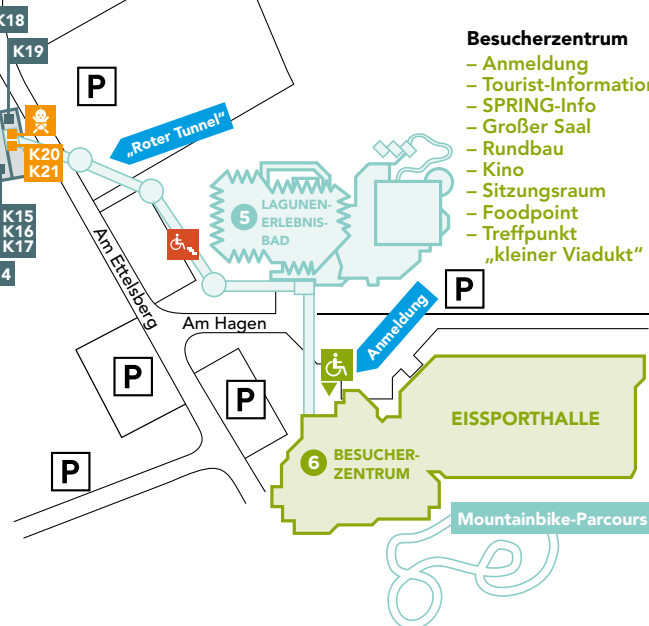 K18
K19
P
„Roter Tunnel“
K20
K21
K15
K16
K17
4
Am Ettelsberg
5
LAGUNEN-
ERLEBNIS-
BAD
Besucherzentrum
– Anmeldung
– Tourist-Information
– SPRING-Info
– Großer Saal
– Rundbau
– Kino
– Sitzungsraum
– Foodpoint
– Treffpunkt
„kleiner Viadukt“
P
Anmeldung
Am Hagen
P
P
P
EISSPORTHALLE
6
BESUCHER-
ZENTRUM
Mountainbike-Parcours